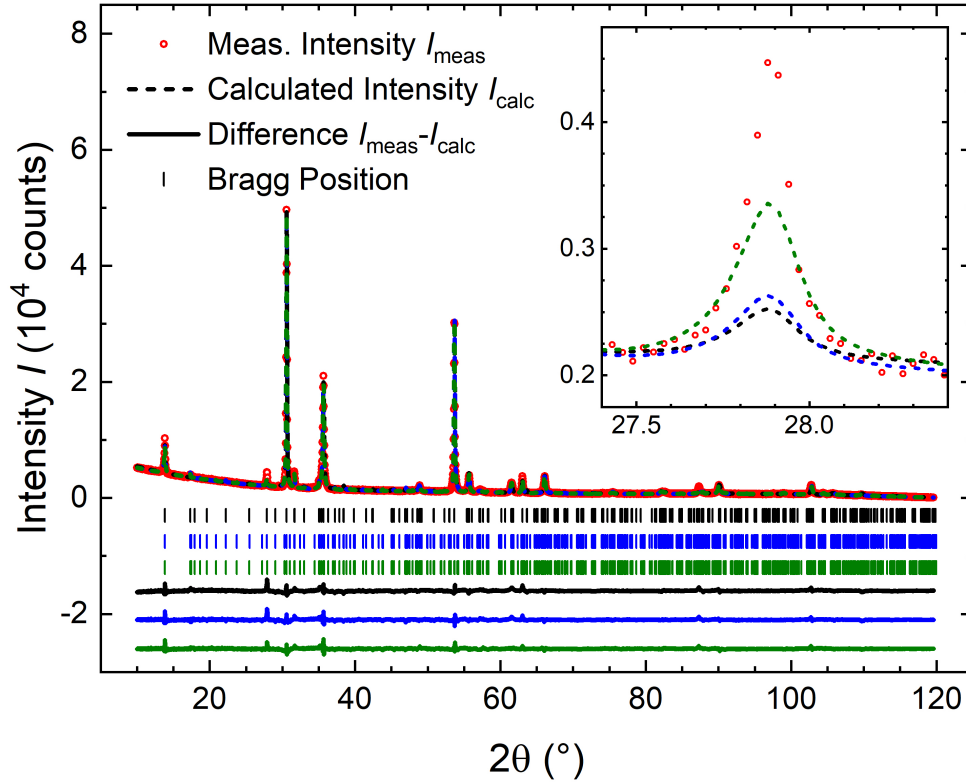 8
6
4
2
0
-2
Intensity I / (10⁴ counts)
Meas. Intensity Imeas
Calculated Intensity Icalc
Difference Imeas-Icalc
Bragg Position
0.4
0.3
0.2
27.5 28.0
20 40 60 80 100 120
2θ (°)